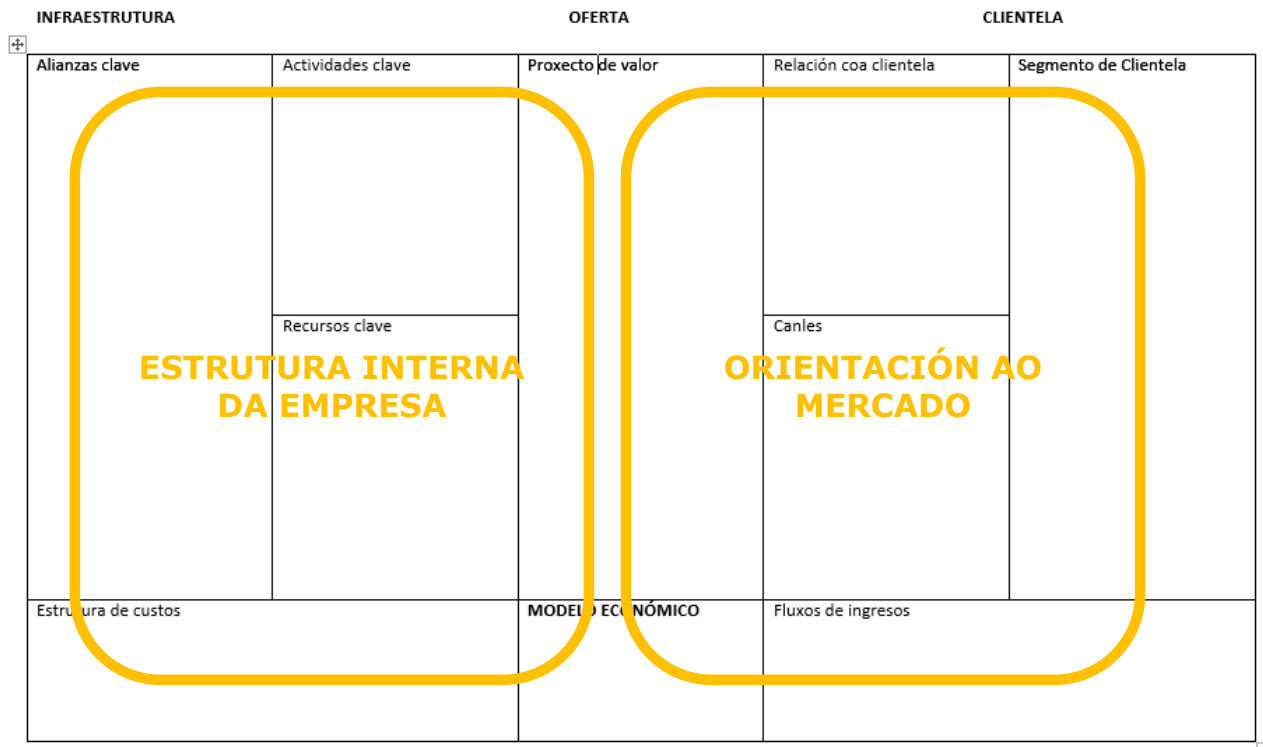 INFRAESTRUTURA OFERTA CLIENTELA
Alianzas clave
Actividades clave
Proxecto de valor
Relación coa clientela
Segmento de Clientela
Recursos clave
Canles
ESTRUTURA INTERNA
DA EMPRESA
ORIENTACIÓN AO
MERCADO
Estrutura de custos
MODELO ECONÓMICO
Fluxos de ingresos